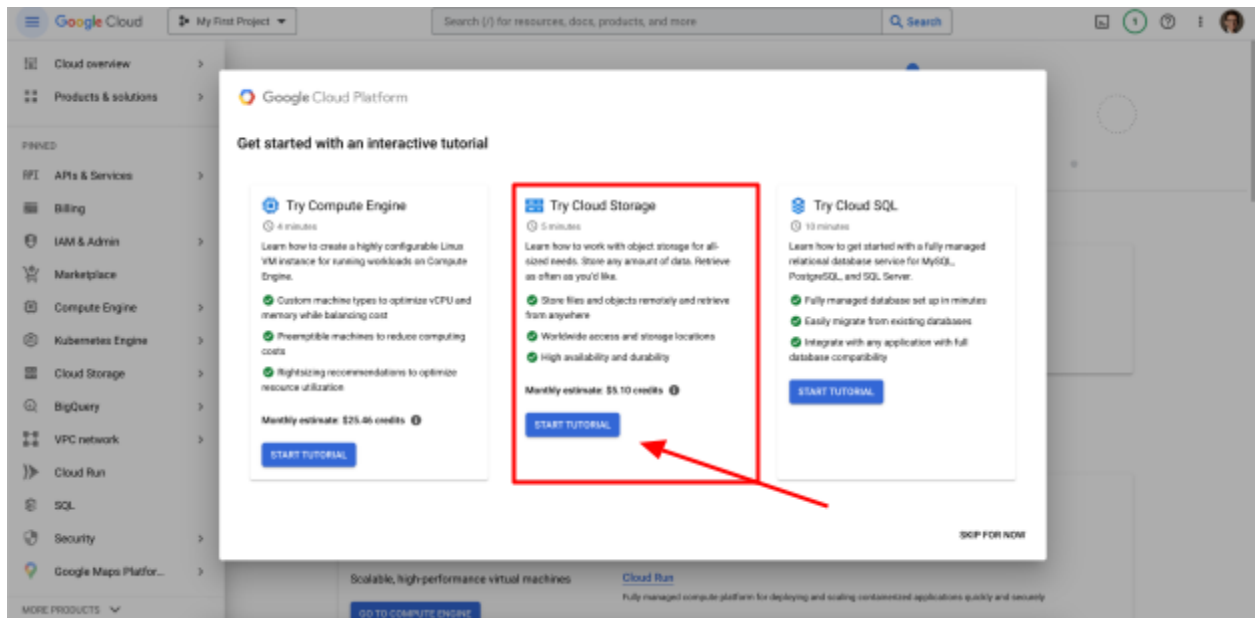 Google Cloud
My First Project
Search (/) for resources, docs, products, and more
Search
1
Cloud overview
Products & solutions
PINNED
API APIs & Services
Billing
IAM & Admin
Marketplace
Compute Engine
Kubernetes Engine
Cloud Storage
BigQuery
VPC network
Cloud Run
SQL
Security
Google Maps Platfor...
MORE PRODUCTS
Google Cloud Platform
Get started with an interactive tutorial
Try Compute Engine
4 minutes
Learn how to create a highly configurable Linux
VM instance for running workloads on Compute
Engine.
Custom machine types to optimize vCPU and
memory while balancing cost
Preemptible machines to reduce computing
costs
Rightsizing recommendations to optimize
resource utilization
Monthly estimate: $25.46 credits
START TUTORIAL
Try Cloud Storage
5 minutes
Learn how to work with object storage for all-
sized needs. Store any amount of data. Retrieve
as often as you'd like.
Store files and objects remotely and retrieve
from anywhere
Worldwide access and storage locations
High availability and durability
Monthly estimate: $5.10 credits
START TUTORIAL
Try Cloud SQL
10 minutes
Learn how to get started with a fully managed
relational database service for MySQL,
PostgreSQL, and SQL Server.
Fully managed database set up in minutes
Easily migrate from existing databases
Integrate with any application with full
database compatibility
START TUTORIAL
SKIP FOR NOW
Scalable, high-performance virtual machines
GO TO COMPUTE ENGINE
Cloud Run
Fully managed compute platform for deploying and scaling containerized applications quickly and securely